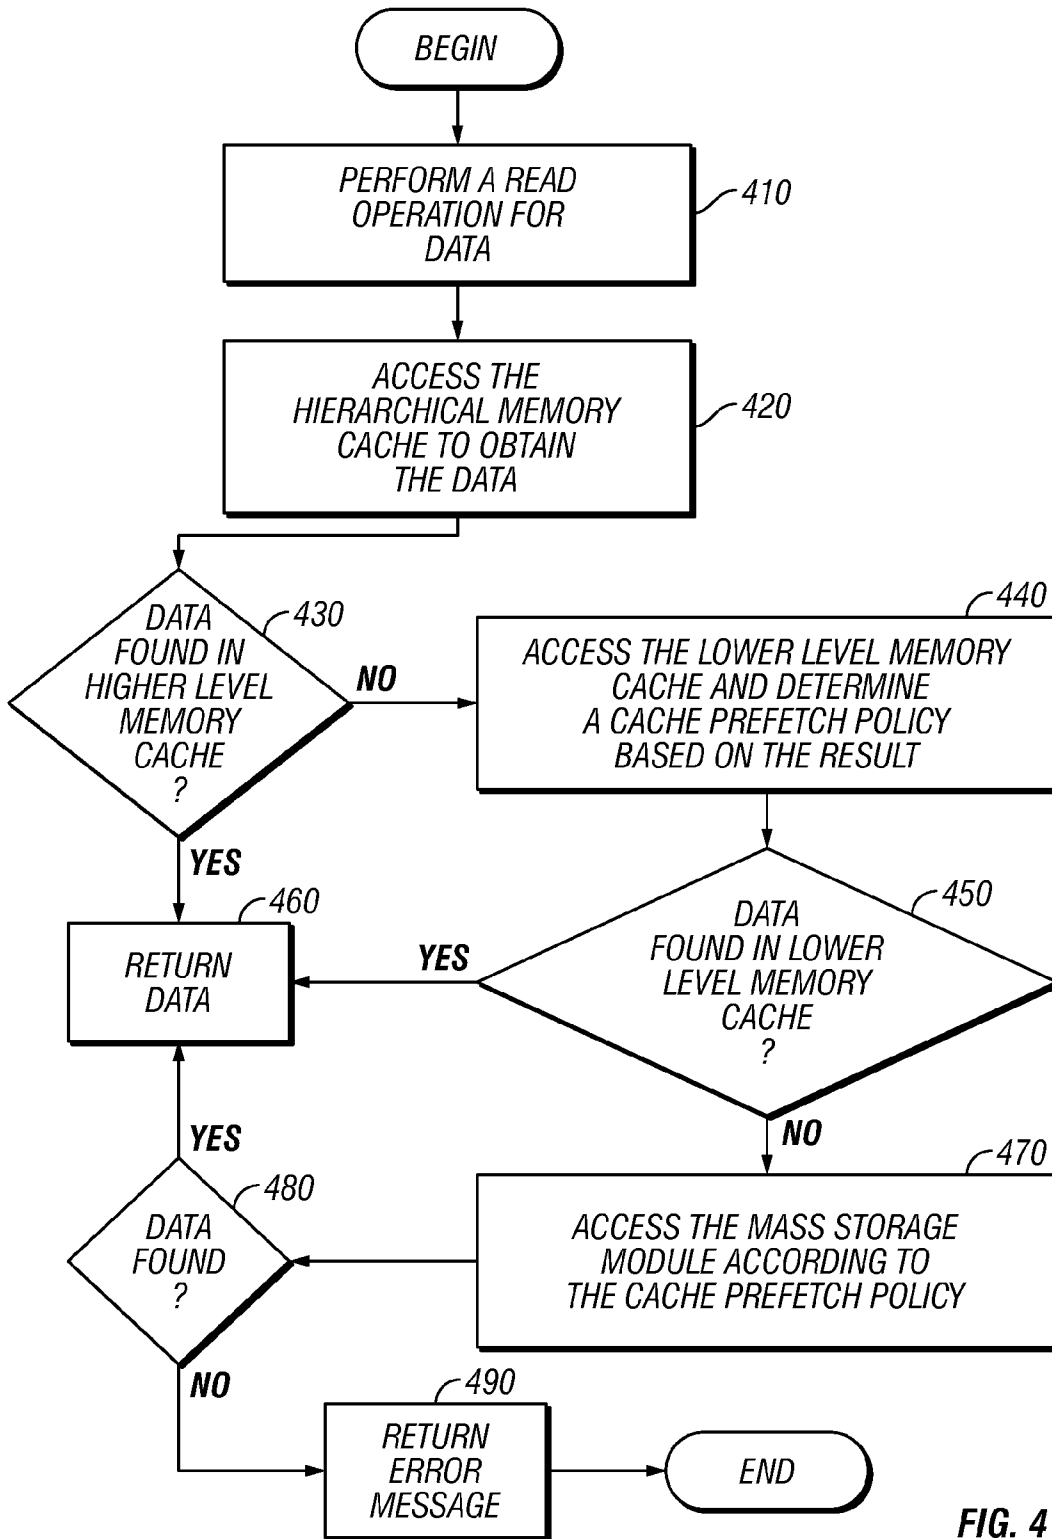 BEGIN
PERFORM A READ
OPERATION FOR
DATA
410
ACCESS THE
HIERARCHICAL MEMORY
CACHE TO OBTAIN
THE DATA
420
DATA
FOUND IN
HIGHER LEVEL
MEMORY
CACHE
?
430
NO
YES
440
ACCESS THE LOWER LEVEL MEMORY
CACHE AND DETERMINE
A CACHE PREFETCH POLICY
BASED ON THE RESULT
450
DATA
FOUND IN LOWER
LEVEL MEMORY
CACHE
?
YES
NO
460
RETURN
DATA
470
ACCESS THE MASS STORAGE
MODULE ACCORDING TO
THE CACHE PREFETCH POLICY
YES
480
DATA
FOUND
?
NO
490
RETURN
ERROR
MESSAGE
END
FIG. 4